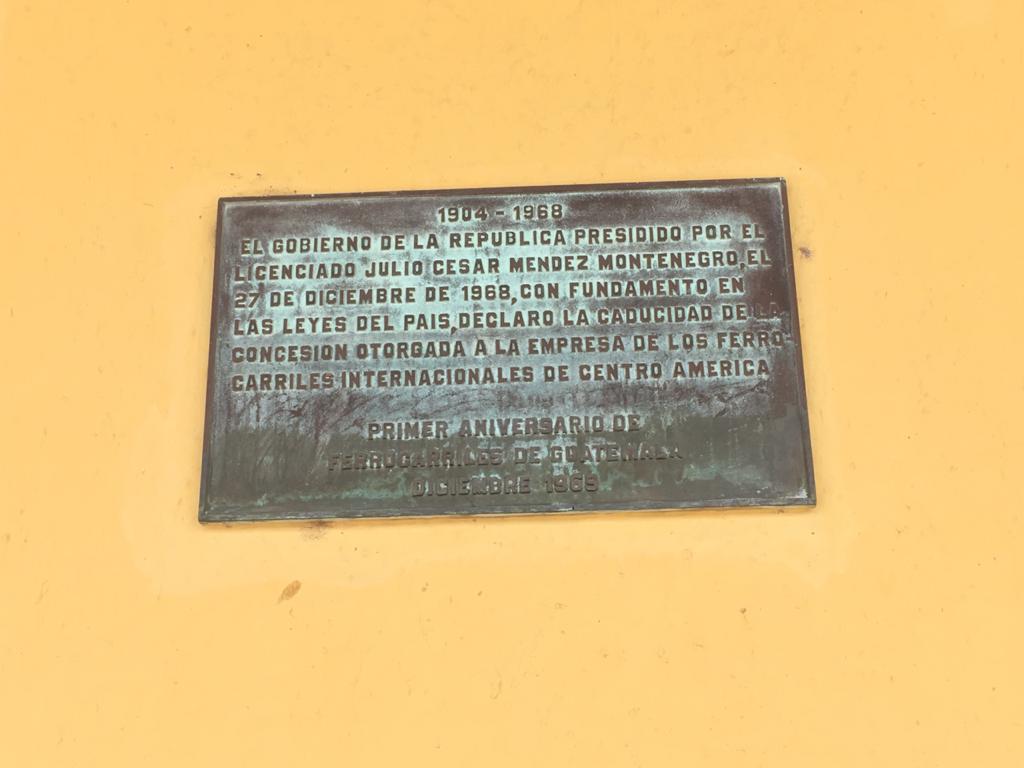 1904 - 1968
EL GOBIERNO DE LA REPUBLICA PRESIDIDO POR EL
LICENCIADO JULIO CESAR MENDEZ MONTENEGRO, EL
27 DE DICIEMBRE DE 1968, CON FUNDAMENTO EN
LAS LEYES DEL PAIS, DECLARO LA CADUCIDAD DE LA
CONCESION OTORGADA A LA EMPRESA DE LOS FERRO-
CARRILES INTERNACIONALES DE CENTRO AMERICA
PRIMER ANIVERSARIO DE
FERROCARRILES DE GUATEMALA
DICIEMBRE 1969